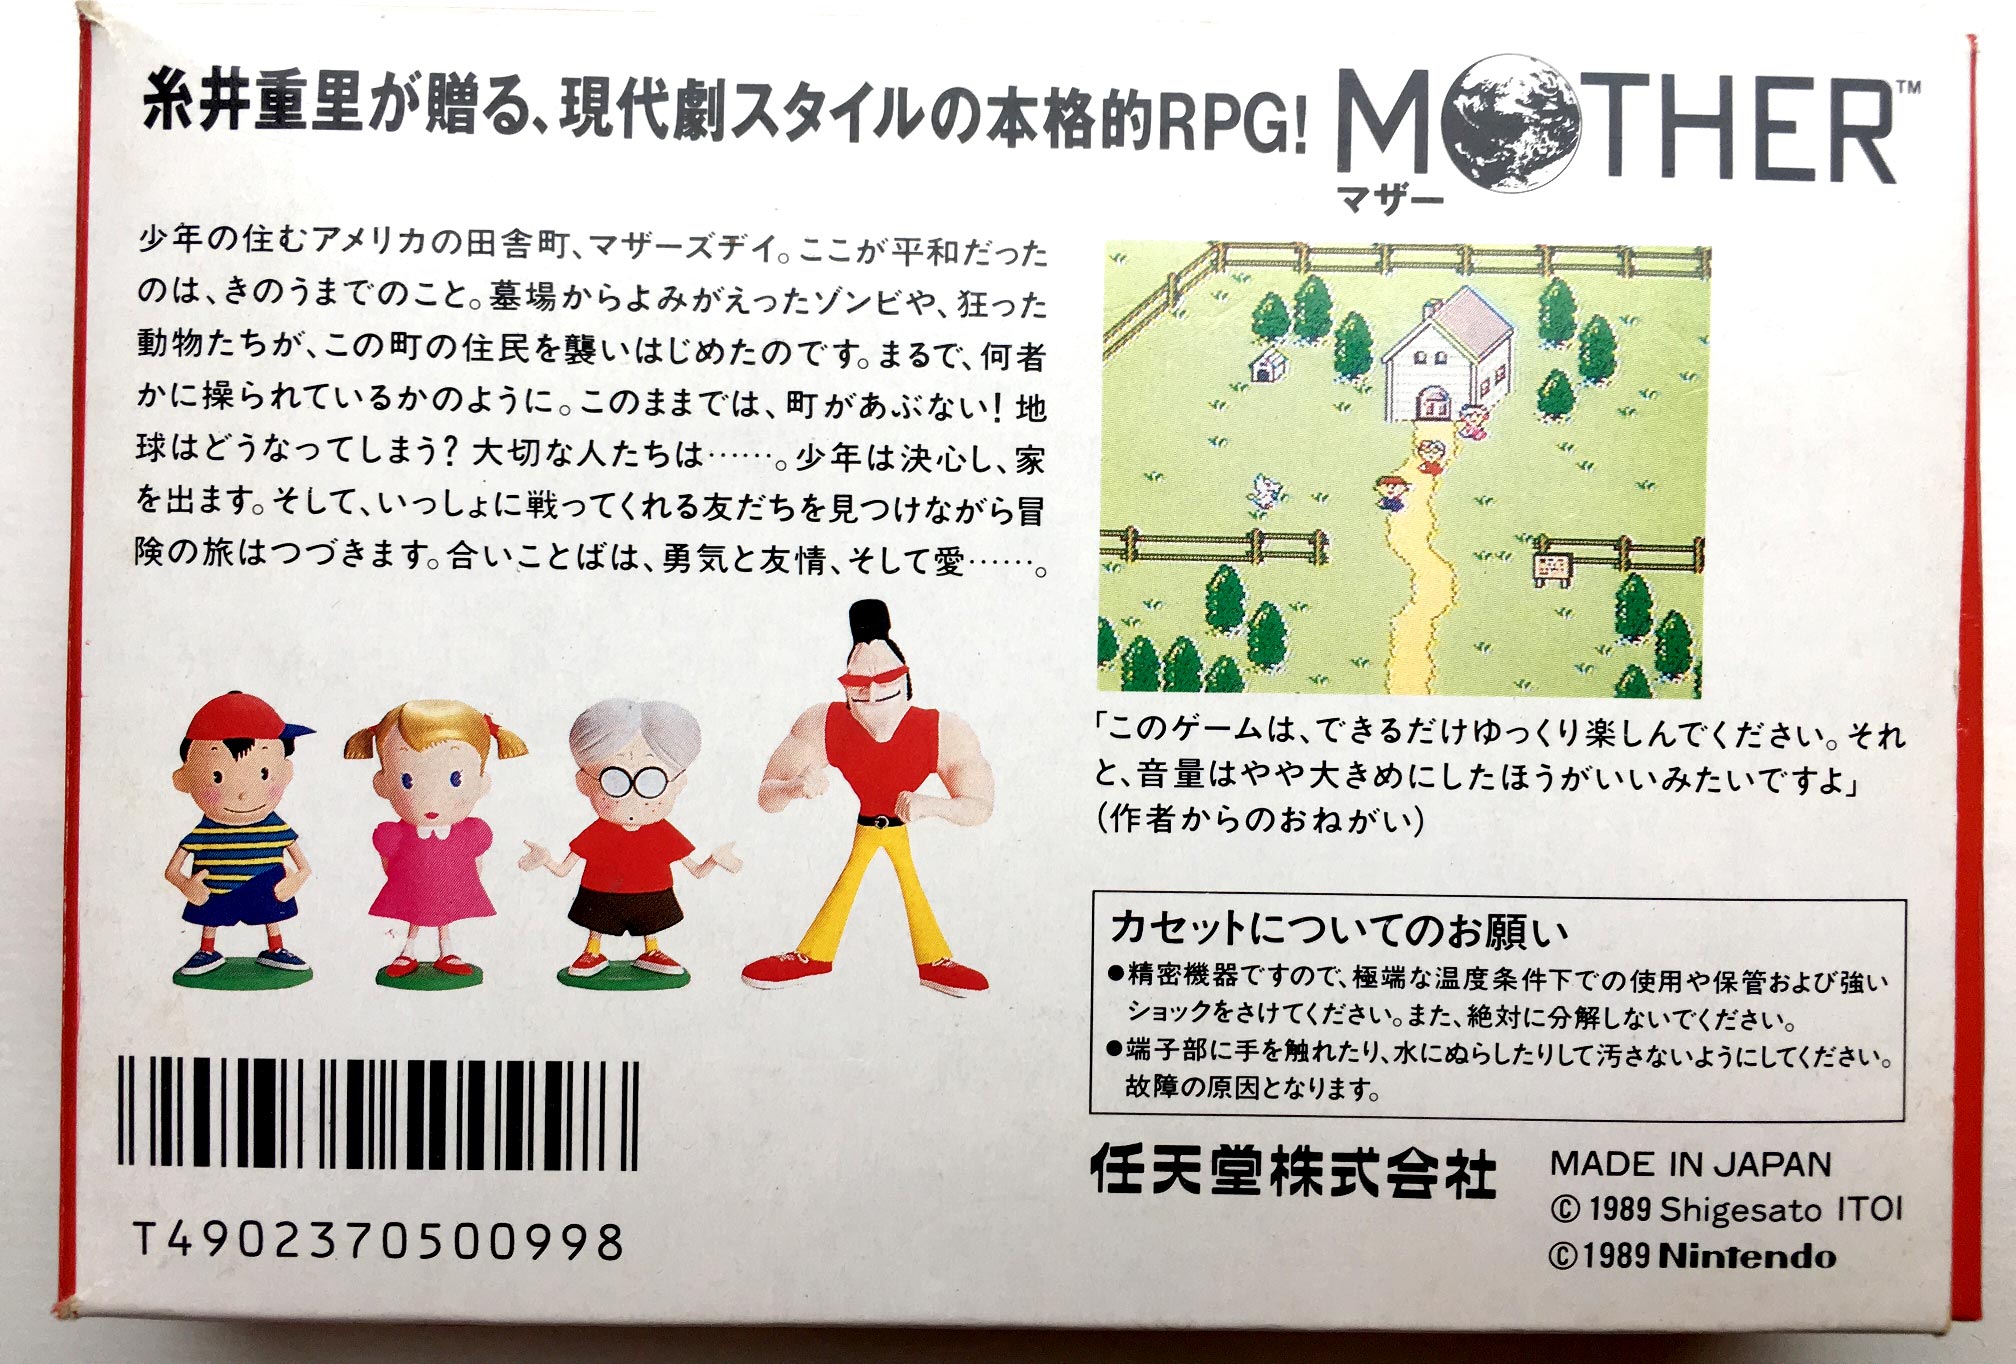 糸井重里が贈る、現代劇スタイルの本格的RPG!
MOTHER™
マザー
少年の住むアメリカの田舎町、マザーズデイ。ここが平和だった
のは、きのうまでのこと。墓場からよみがえったゾンビや、狂った
動物たちが、この町の住民を襲いはじめたのです。まるで、何者
かに操られているかのように。このままでは、町があぶない!地
球はどうなってしまう?大切な人たちは……。少年は決心し、家
を出ます。そして、いっしょに戦ってくれる友だちを見つけながら冒
険の旅はつづきます。合いことばは、勇気と友情、そして愛……。
「このゲームは、できるだけゆっくり楽しんでください。それ
と、音量はやや大きめにしたほうがいいみたいですよ」
(作者からのおねがい)
カセットについてのお願い
●精密機器ですので、極端な温度条件下での使用や保管および強い
ショックをさけてください。また、絶対に分解しないでください。
●端子部に手を触れたり、水にぬらしたりして汚さないようにしてください。
故障の原因となります。
T4902370500998
任天堂株式会社
MADE IN JAPAN
©1989 Shigesato ITOI
©1989 Nintendo